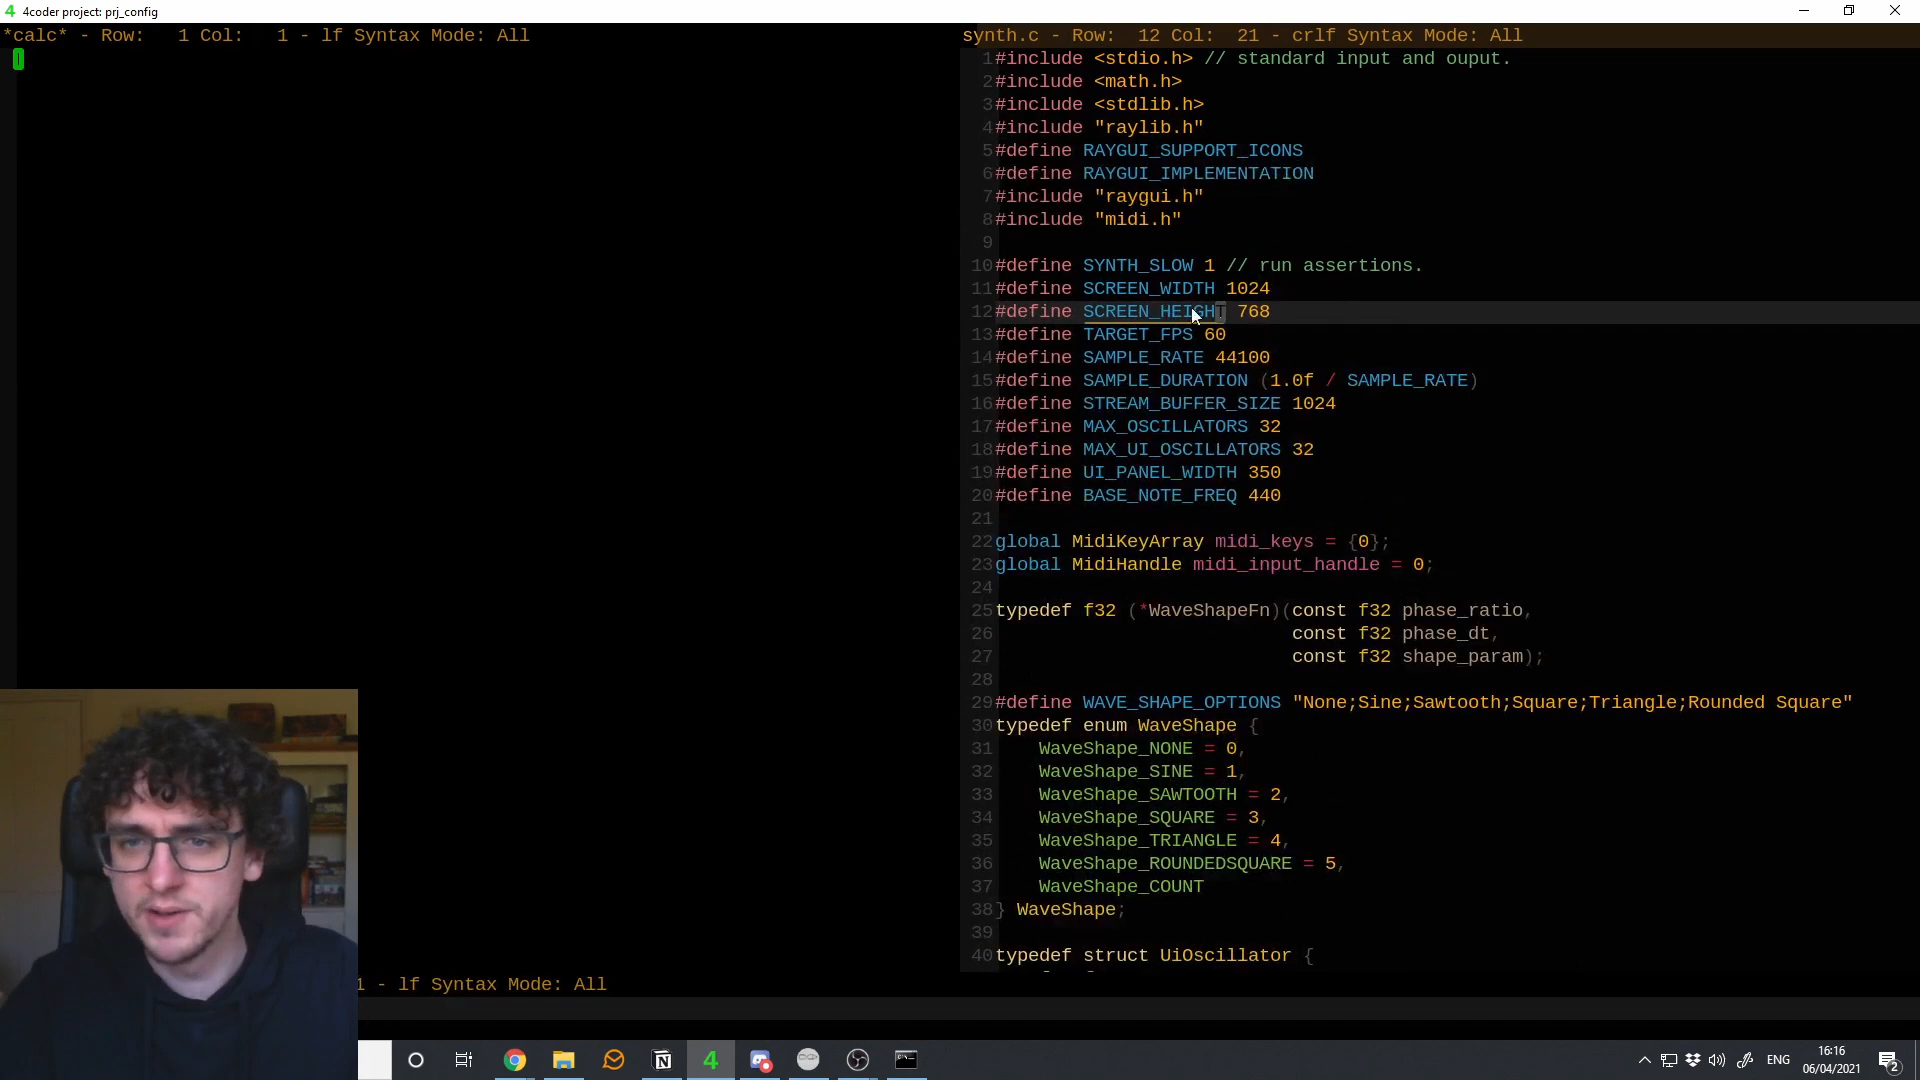 4coder project: prj_config
*calc* - Row:   1 Col:   1 - lf Syntax Mode: All
synth.c - Row:  12 Col:  21 - crlf Syntax Mode: All
1#include <stdio.h> // standard input and ouput.
2#include <math.h>
3#include <stdlib.h>
4#include "raylib.h"
5#define RAYGUI_SUPPORT_ICONS
6#define RAYGUI_IMPLEMENTATION
7#include "raygui.h"
8#include "midi.h"
9
10#define SYNTH_SLOW 1 // run assertions.
11#define SCREEN_WIDTH 1024
12#define SCREEN_HEIGHT 768
13#define TARGET_FPS 60
14#define SAMPLE_RATE 44100
15#define SAMPLE_DURATION (1.0f / SAMPLE_RATE)
16#define STREAM_BUFFER_SIZE 1024
17#define MAX_OSCILLATORS 32
18#define MAX_UI_OSCILLATORS 32
19#define UI_PANEL_WIDTH 350
20#define BASE_NOTE_FREQ 440
21
22global MidiKeyArray midi_keys = {0};
23global MidiHandle midi_input_handle = 0;
24
25typedef f32 (*WaveShapeFn)(const f32 phase_ratio,
26                           const f32 phase_dt,
27                           const f32 shape_param);
28
29#define WAVE_SHAPE_OPTIONS "None;Sine;Sawtooth;Square;Triangle;Rounded Square"
30typedef enum WaveShape {
31    WaveShape_NONE = 0,
32    WaveShape_SINE = 1,
33    WaveShape_SAWTOOTH = 2,
34    WaveShape_SQUARE = 3,
35    WaveShape_TRIANGLE = 4,
36    WaveShape_ROUNDEDSQUARE = 5,
37    WaveShape_COUNT
38} WaveShape;
39
40typedef struct UiOscillator {
1 - lf Syntax Mode: All
ENG
16:16
06/04/2021
2